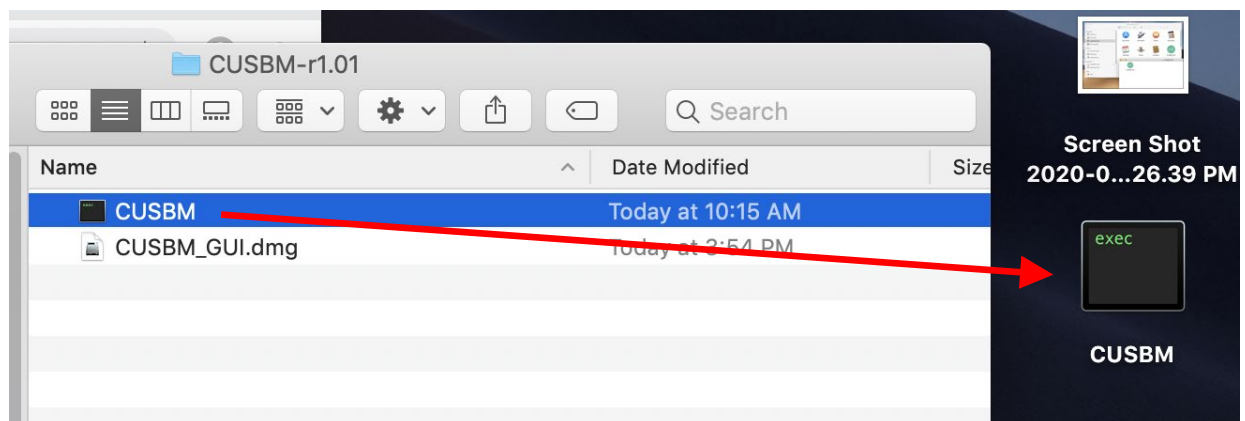 CUSBM-r1.01
Search
Name
Date Modified
Size
CUSBM
Today at 10:15 AM
CUSBM_GUI.dmg
Today at 3:54 PM
Screen Shot
2020-0...26.39 PM
exec
CUSBM